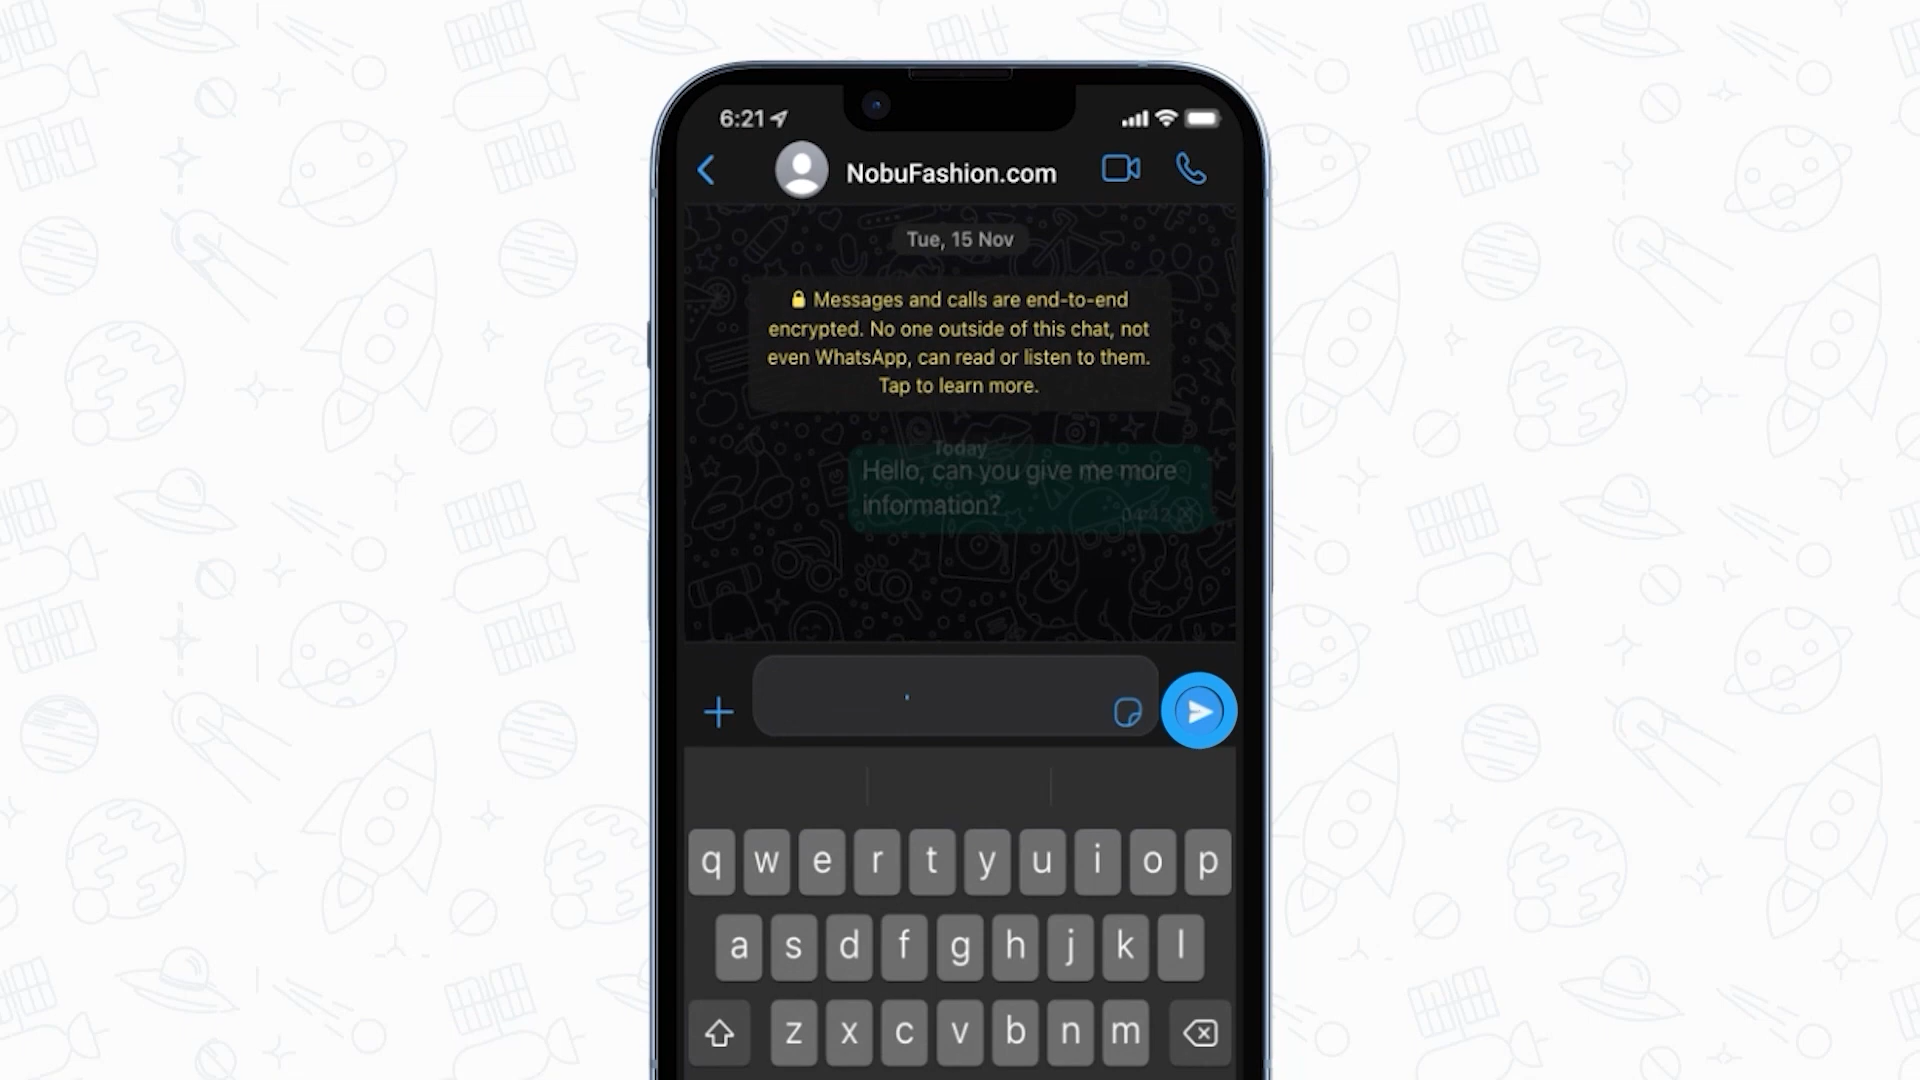 6:21
NobuFashion.com
Tue, 15 Nov
Messages and calls are end-to-end
encrypted. No one outside of this chat, not
even WhatsApp, can read or listen to them.
Tap to learn more.
Today
Hello, can you give me more
information?
04:42
q w e r t y u i o p
a s d f g h j k l
z x c v b n m